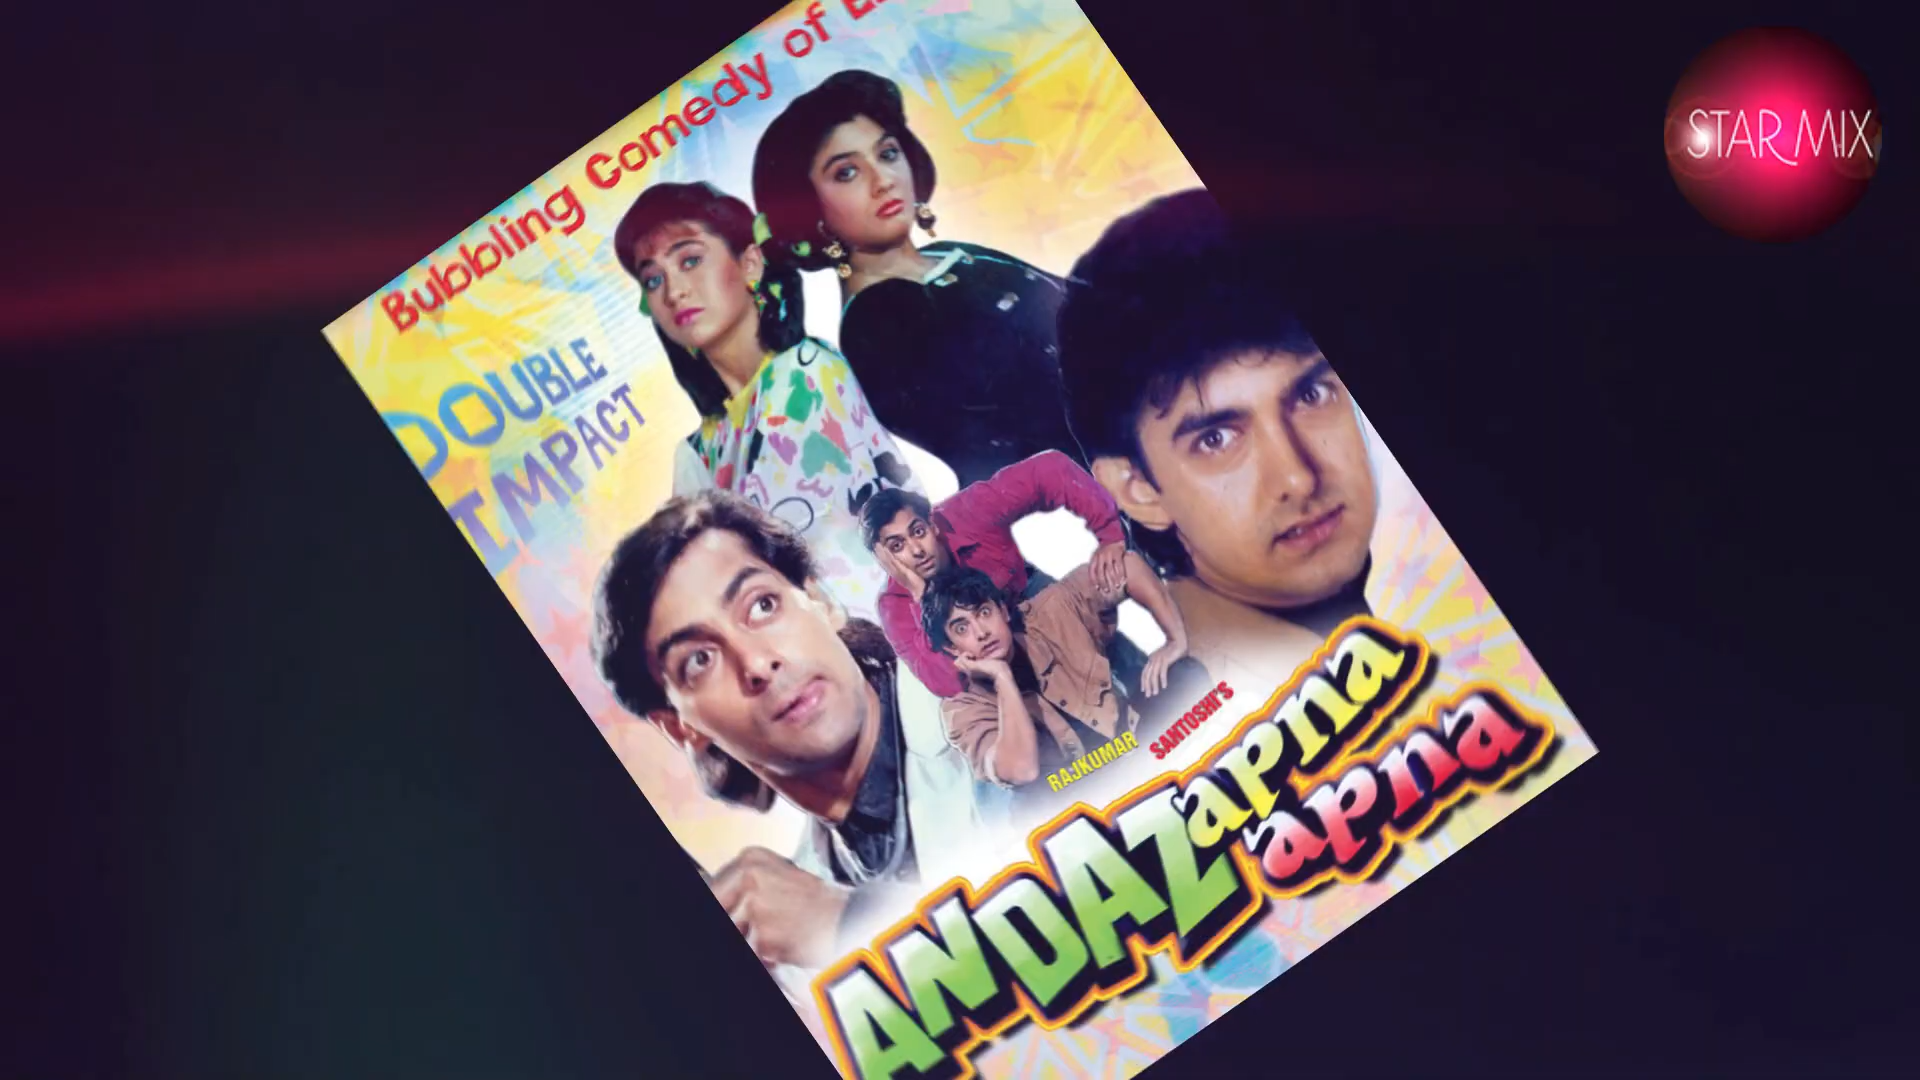 Bubbling Comedy of
DOUBLE
IMPACT
STAR MIX
RAJKUMAR
SANTOSHI'S
ANDAZ apna
apna